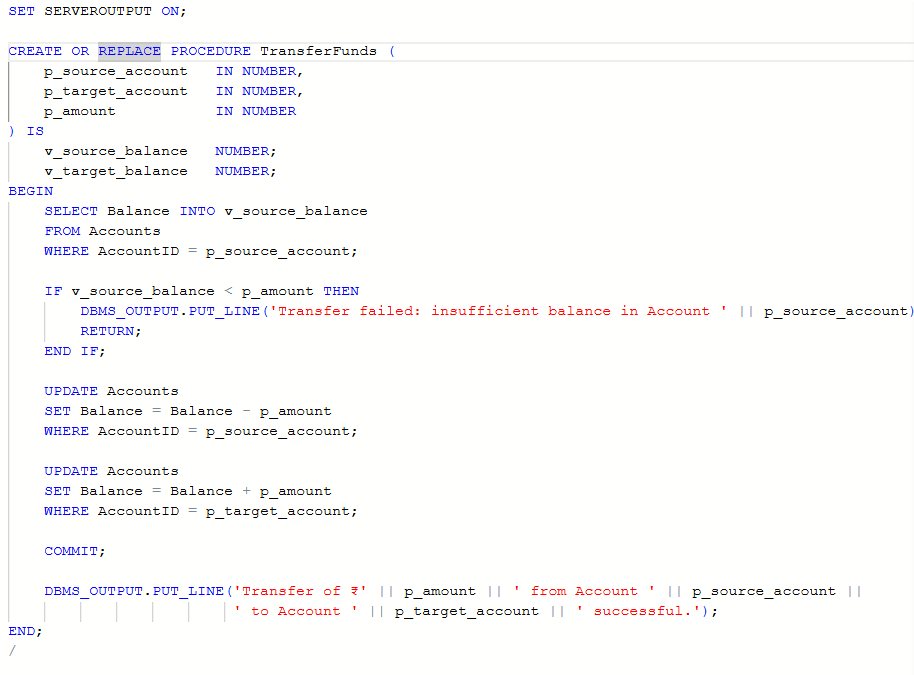 SET SERVEROUTPUT ON;
CREATE OR REPLACE PROCEDURE TransferFunds (
    p_source_account   IN NUMBER,
    p_target_account   IN NUMBER,
    p_amount           IN NUMBER
) IS
    v_source_balance   NUMBER;
    v_target_balance   NUMBER;
BEGIN
    SELECT Balance INTO v_source_balance
    FROM Accounts
    WHERE AccountID = p_source_account;
    IF v_source_balance < p_amount THEN
        DBMS_OUTPUT.PUT_LINE('Transfer failed: insufficient balance in Account ' || p_source_account)
        RETURN;
    END IF;
    UPDATE Accounts
    SET Balance = Balance - p_amount
    WHERE AccountID = p_source_account;
    UPDATE Accounts
    SET Balance = Balance + p_amount
    WHERE AccountID = p_target_account;
    COMMIT;
    DBMS_OUTPUT.PUT_LINE('Transfer of ₹' || p_amount || ' from Account ' || p_source_account ||
                         ' to Account ' || p_target_account || ' successful.');
END;
/